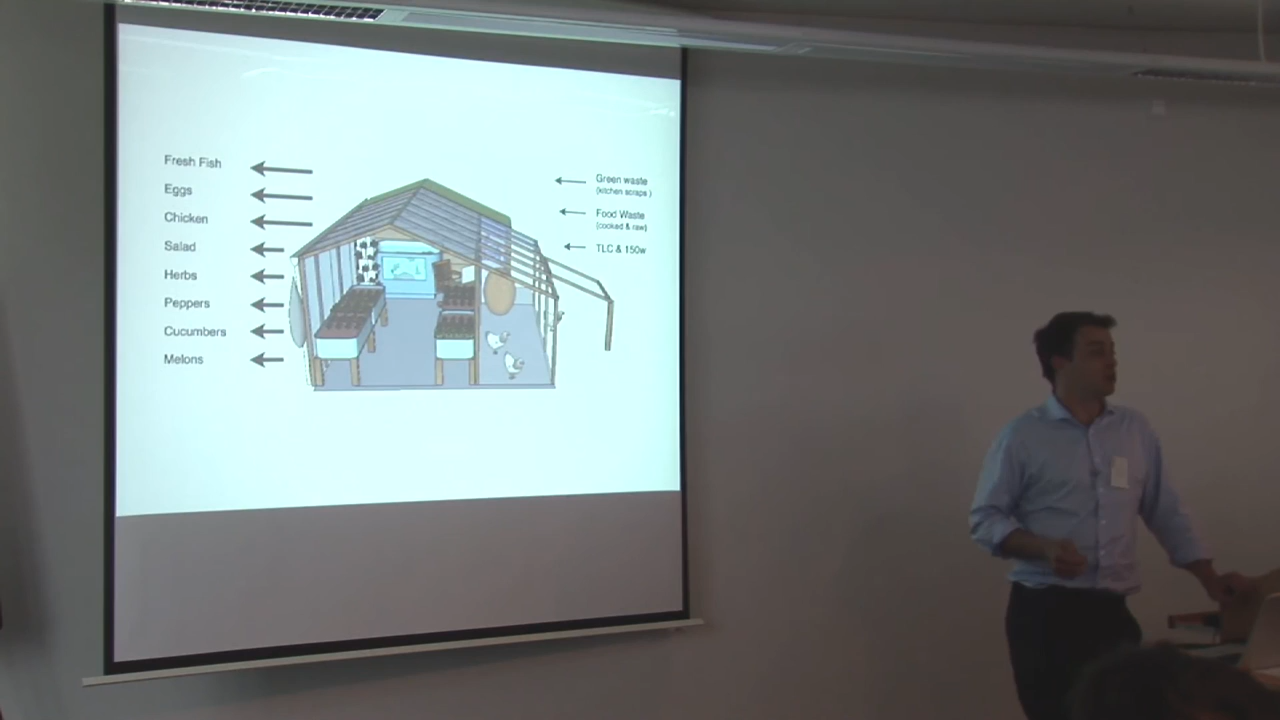 Fresh Fish
Eggs
Chicken
Salad
Herbs
Peppers
Cucumbers
Melons
Green waste
(kitchen scraps )
Food Waste
(cooked & raw)
TLC & 150w